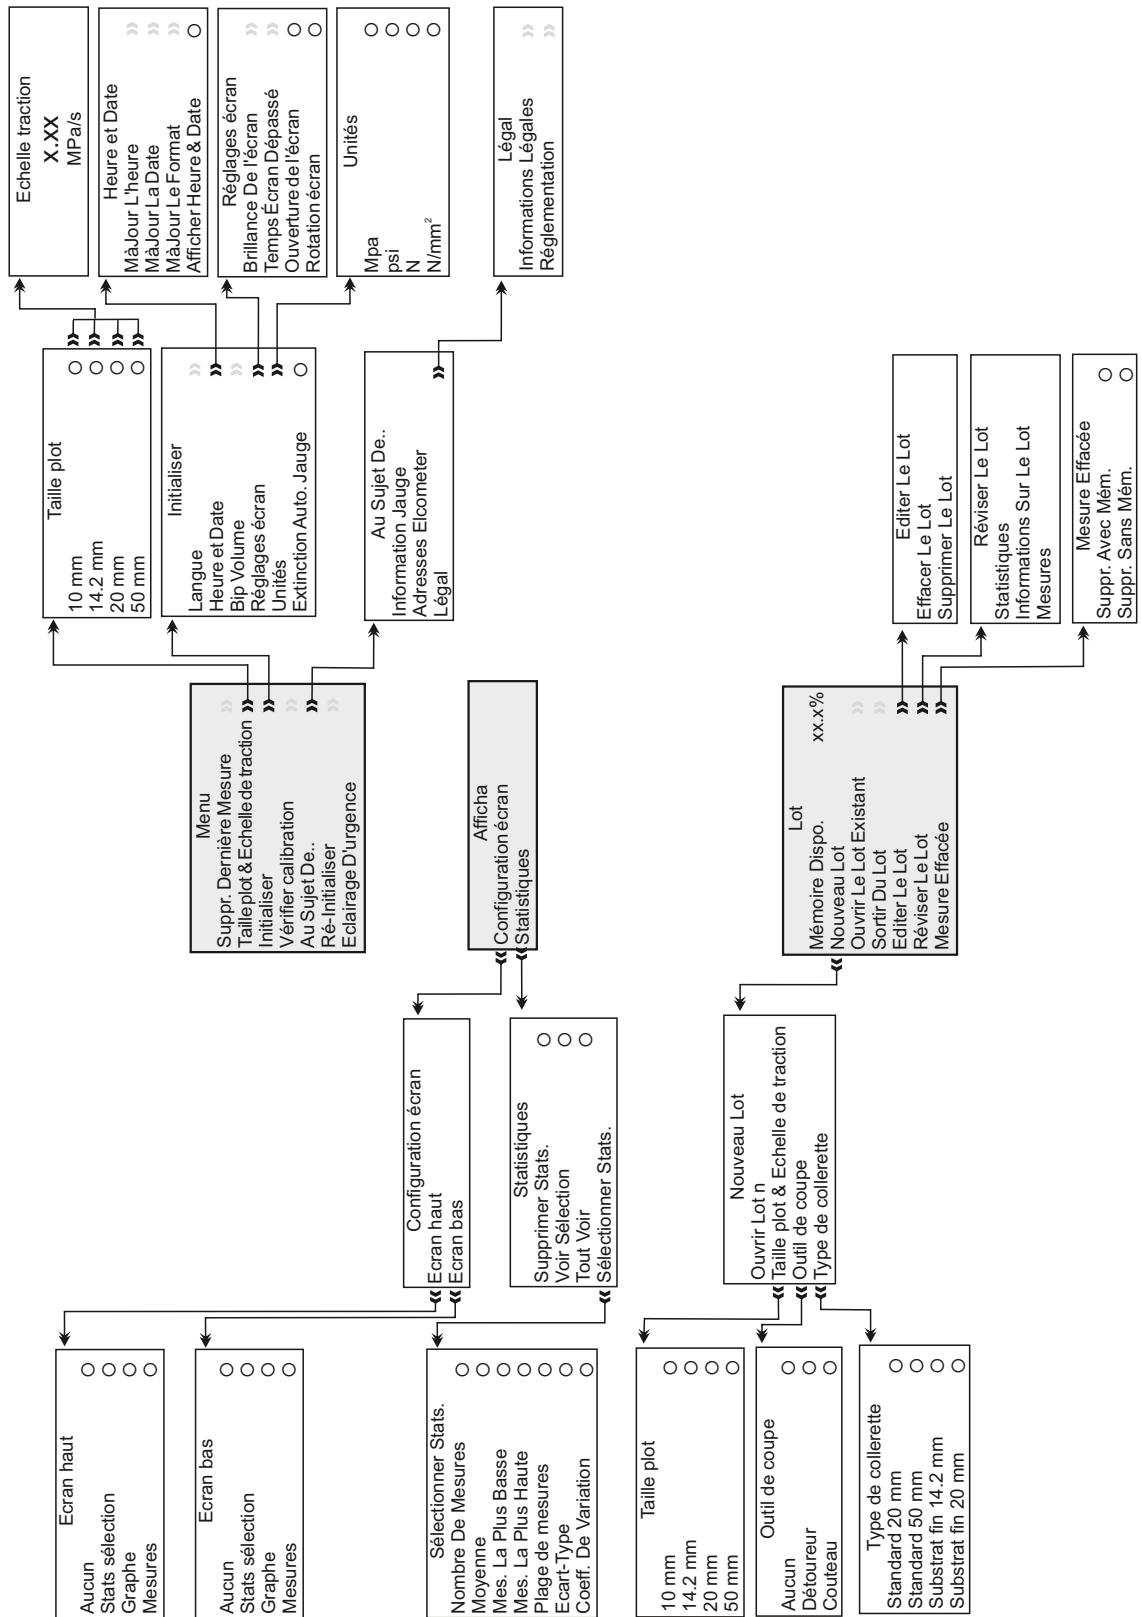 Echelle traction
X.XX
MPa/s
Heure et Date
MàJour L'heure
MàJour La Date
MàJour Le Format
Afficher Heure & Date
Réglages écran
Brillance De l'écran
Temps Écran Dépassé
Ouverture de l'écran
Rotation écran
Unités
Mpa
psi
N
N/mm²
Légal
Informations Légales
Réglementation
Taille plot
10 mm
14.2 mm
20 mm
50 mm
Initialiser
Langue
Heure et Date
Bip Volume
Réglages écran
Unités
Extinction Auto. Jauge
Au Sujet De..
Information Jauge
Adresses Elcometer
Légal
Editer Le Lot
Effacer Le Lot
Supprimer Le Lot
Réviser Le Lot
Statistiques
Informations Sur Le Lot
Mesures
Mesure Effacée
Suppr. Avec Mém.
Suppr. Sans Mém.
Menu
Suppr. Dernière Mesure
Taille plot & Echelle de traction
Initialiser
Vérifier calibration
Au Sujet De..
Ré-Initialiser
Eclairage D'urgence
Afficha
Configuration écran
Statistiques
Lot
Mémoire Dispo. xx.x%
Nouveau Lot
Ouvrir Le Lot Existant
Sortir Du Lot
Editer Le Lot
Réviser Le Lot
Mesure Effacée
Configuration écran
Ecran haut
Ecran bas
Statistiques
Supprimer Stats.
Voir Sélection
Tout Voir
Sélectionner Stats.
Nouveau Lot
Ouvrir Lot n
Taille plot & Echelle de traction
Outil de coupe
Type de collerette
Ecran haut
Aucun
Stats sélection
Graphe
Mesures
Ecran bas
Aucun
Stats sélection
Graphe
Mesures
Sélectionner Stats.
Nombre De Mesures
Moyenne
Mes. La Plus Basse
Mes. La Plus Haute
Plage de mesures
Ecart-Type
Coeff. De Variation
Taille plot
10 mm
14.2 mm
20 mm
50 mm
Outil de coupe
Aucun
Détoureur
Couteau
Type de collerette
Standard 20 mm
Standard 50 mm
Substrat fin 14.2 mm
Substrat fin 20 mm